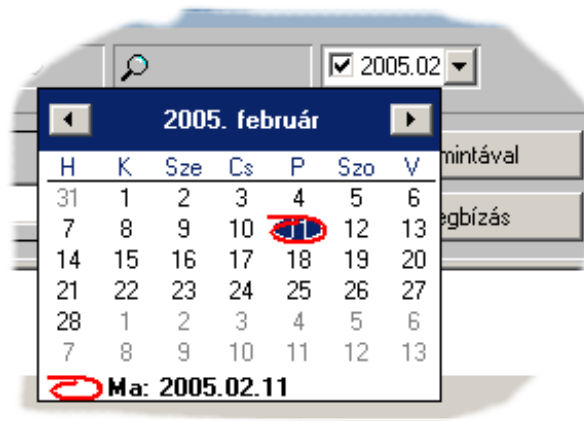 2005.02
2005. február
mintával
H K Sze Cs P Szo V
31 1 2 3 4 5 6
egbízás
7 8 9 10 11 12 13
14 15 16 17 18 19 20
21 22 23 24 25 26 27
28 1 2 3 4 5 6
7 8 9 10 11 12 13
Ma: 2005.02.11